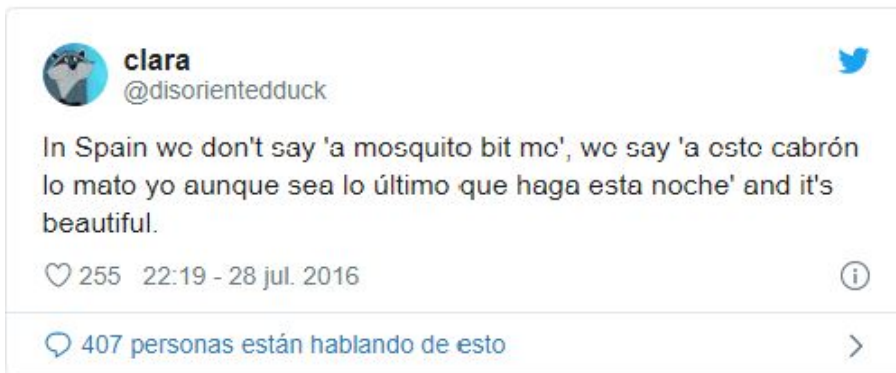 clara
@disorientedduck
In Spain we don't say 'a mosquito bit me', we say 'a este cabrón
lo mato yo aunque sea lo último que haga esta noche' and it's
beautiful.
255 22:19 - 28 jul. 2016
407 personas están hablando de esto